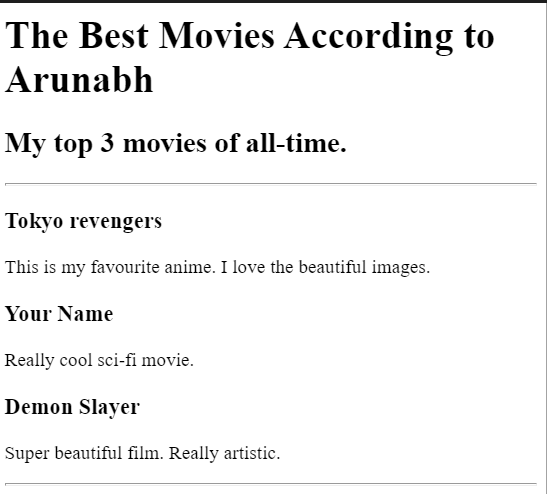 The Best Movies According to
Arunabh
My top 3 movies of all-time.
Tokyo revengers
This is my favourite anime. I love the beautiful images.
Your Name
Really cool sci-fi movie.
Demon Slayer
Super beautiful film. Really artistic.